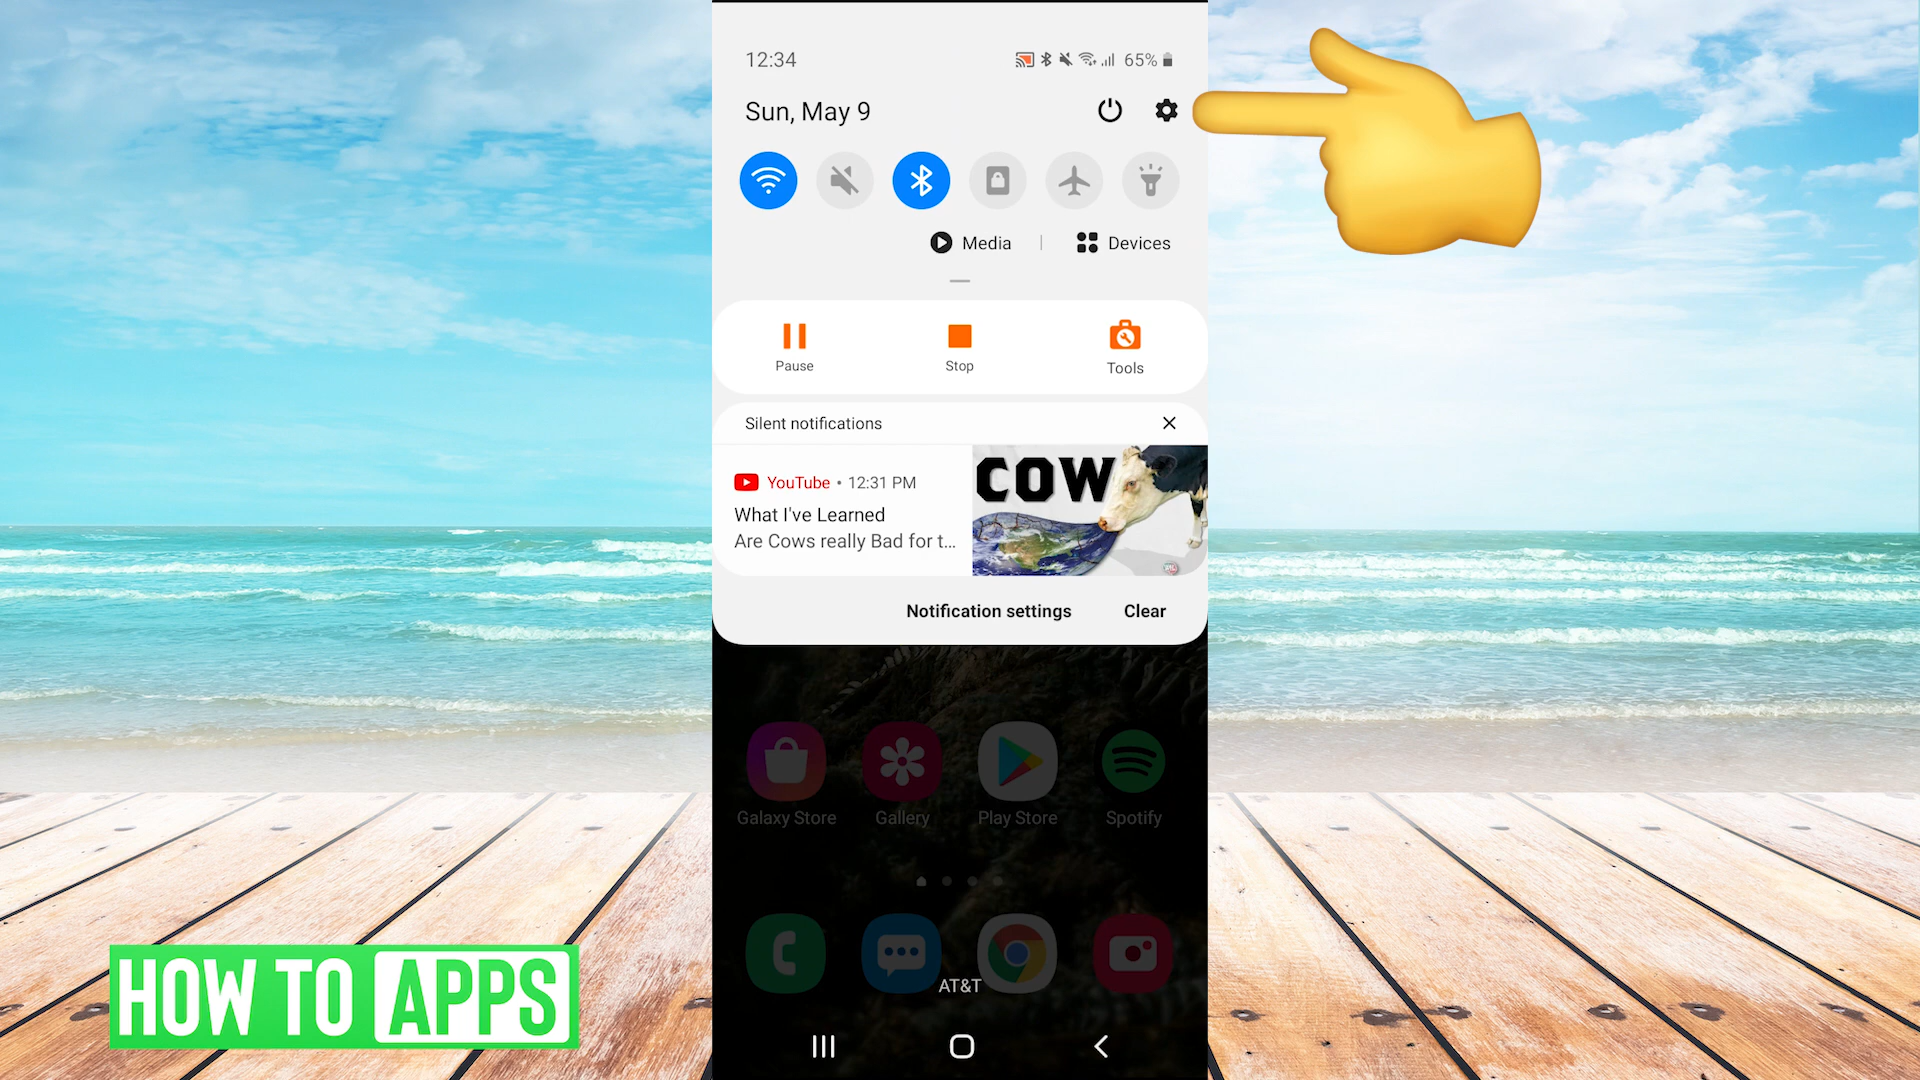 12:34
65%
Sun, May 9
Media
Devices
Pause
Stop
Tools
Silent notifications
YouTube • 12:31 PM
What I've Learned
Are Cows really Bad for t...
COW
Notification settings
Clear
Galaxy Store
Gallery
Play Store
Spotify
AT&T
HOW TO APPS